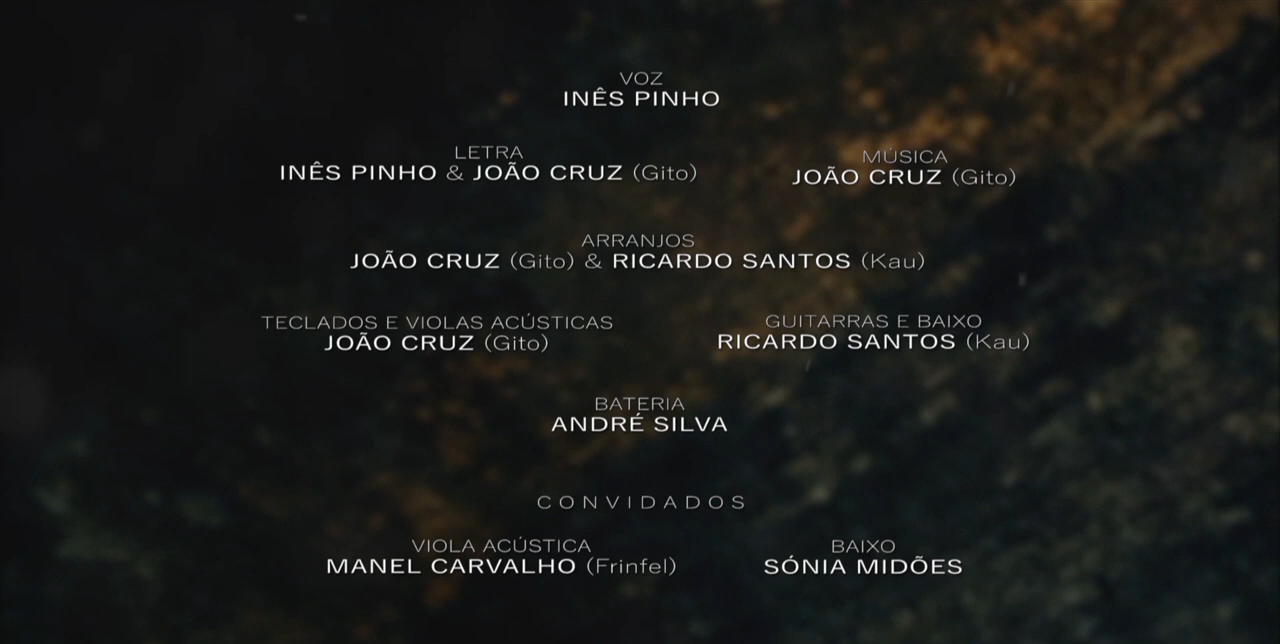 VOZ
INÊS PINHO
LETRA
INÊS PINHO & JOÃO CRUZ (Gito)
MÚSICA
JOÃO CRUZ (Gito)
ARRANJOS
JOÃO CRUZ (Gito) & RICARDO SANTOS (Kau)
TECLADOS E VIOLAS ACÚSTICAS
JOÃO CRUZ (Gito)
GUITARRAS E BAIXO
RICARDO SANTOS (Kau)
BATERIA
ANDRÉ SILVA
CONVIDADOS
VIOLA ACÚSTICA
MANEL CARVALHO (Frinfel)
BAIXO
SÓNIA MIDÕES